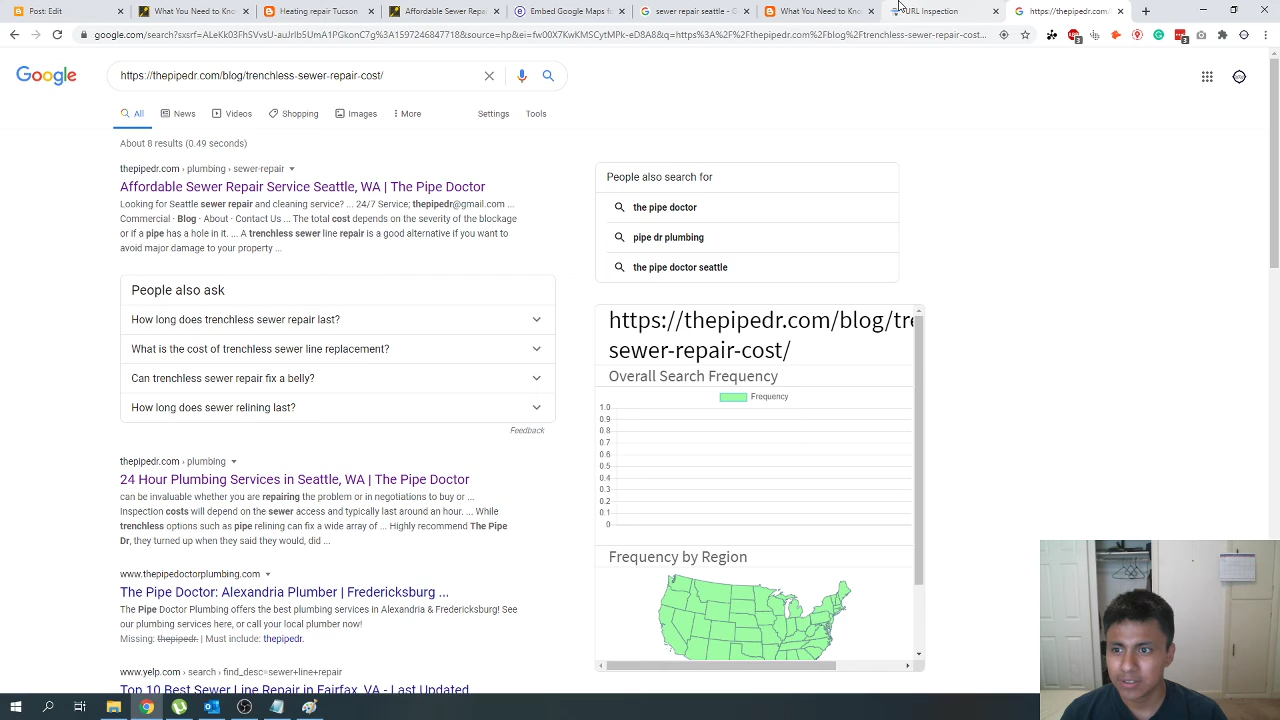 Post: Edit
What You Need to Kno
Heating repair Tucson
Affordable Sewer Repa
Embed Google Maps fo
sewer repair seattle - G
What You Need to Kno
URL Inspection
https://thepipedr.com/
google.com/search?sxsrf=ALeKk03FhSVvsU-auIrlb5UmA1PGkonC7g%3A1597246847718&source=hp&ei=fw00X7KwKMSCytMPk-eD8A8&q=https%3A%2F%2Fthepipedr.com%2Fblog%2Ftrenchless-sewer-repair-cost...
Google
https://thepipedr.com/blog/trenchless-sewer-repair-cost/
All News Videos Shopping Images More Settings Tools
About 8 results (0.49 seconds)
thepipedr.com › plumbing › sewer-repair
Affordable Sewer Repair Service Seattle, WA | The Pipe Doctor
Looking for Seattle sewer repair and cleaning service? ... 24/7 Service; thepipedr@gmail.com ...
Commercial · Blog · About · Contact Us ... The total cost depends on the severity of the blockage
or if a pipe has a hole in it. ... A trenchless sewer line repair is a good alternative if you want to
avoid major damage to your property ...
People also ask
How long does trenchless sewer repair last?
What is the cost of trenchless sewer line replacement?
Can trenchless sewer repair fix a belly?
How long does sewer relining last?
Feedback
thepipedr.com › plumbing
24 Hour Plumbing Services in Seattle, WA | The Pipe Doctor
can be invaluable whether you are repairing the problem or in negotiations to buy or ...
Inspection costs will depend on the sewer access and typically last around an hour. ... While
trenchless options such as pipe relining can fix a wide array of ... Highly recommend The Pipe
Dr, they turned up when they said they would, did ...
www.thepipedoctorplumbing.com
The Pipe Doctor: Alexandria Plumber | Fredericksburg ...
The Pipe Doctor Plumbing offers the best plumbing services in Alexandria & Fredericksburg! See
our plumbing services here, or call your local plumber now!
Missing: thepipedr. | Must include: thepipedr.
www.yelp.com › search › find_desc=sewer+line+repair
Top 10 Best Sewer Line Repair in Fairfax, VA - Last Updated
People also search for
the pipe doctor
pipe dr plumbing
the pipe doctor seattle
https://thepipedr.com/blog/tre
sewer-repair-cost/
Overall Search Frequency
Frequency
1.0
0.9
0.8
0.7
0.6
0.5
0.4
0.3
0.2
0.1
0
Frequency by Region
3
3